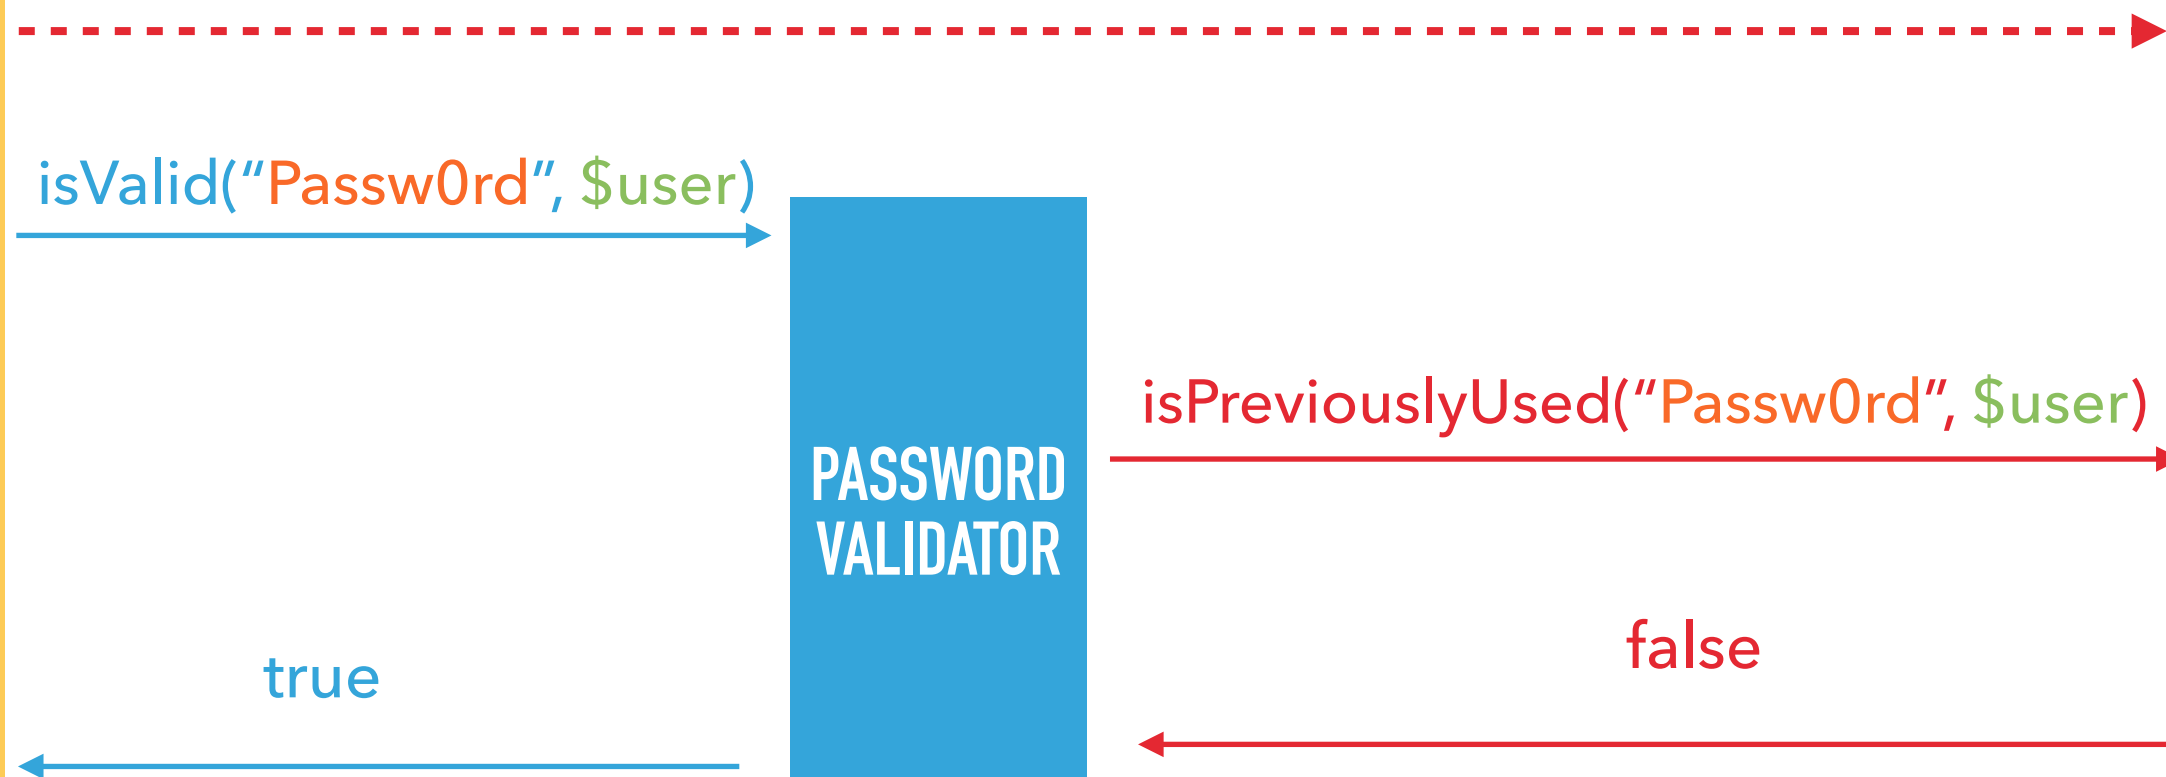 isValid(“Passw0rd”, $user)
isPreviouslyUsed(“Passw0rd”, $user)
PASSWORD
VALIDATOR
false
true